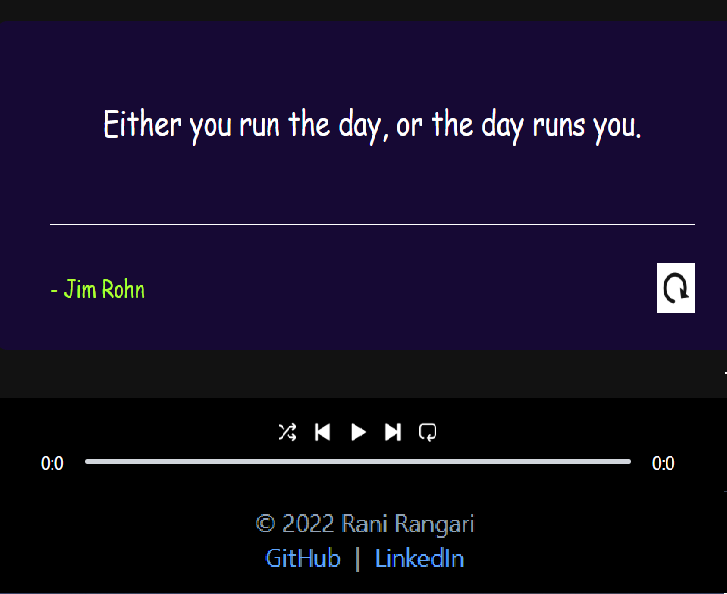 Either you run the day, or the day runs you.
- Jim Rohn
0:0
0:0
© 2022 Rani Rangari
GitHub | LinkedIn